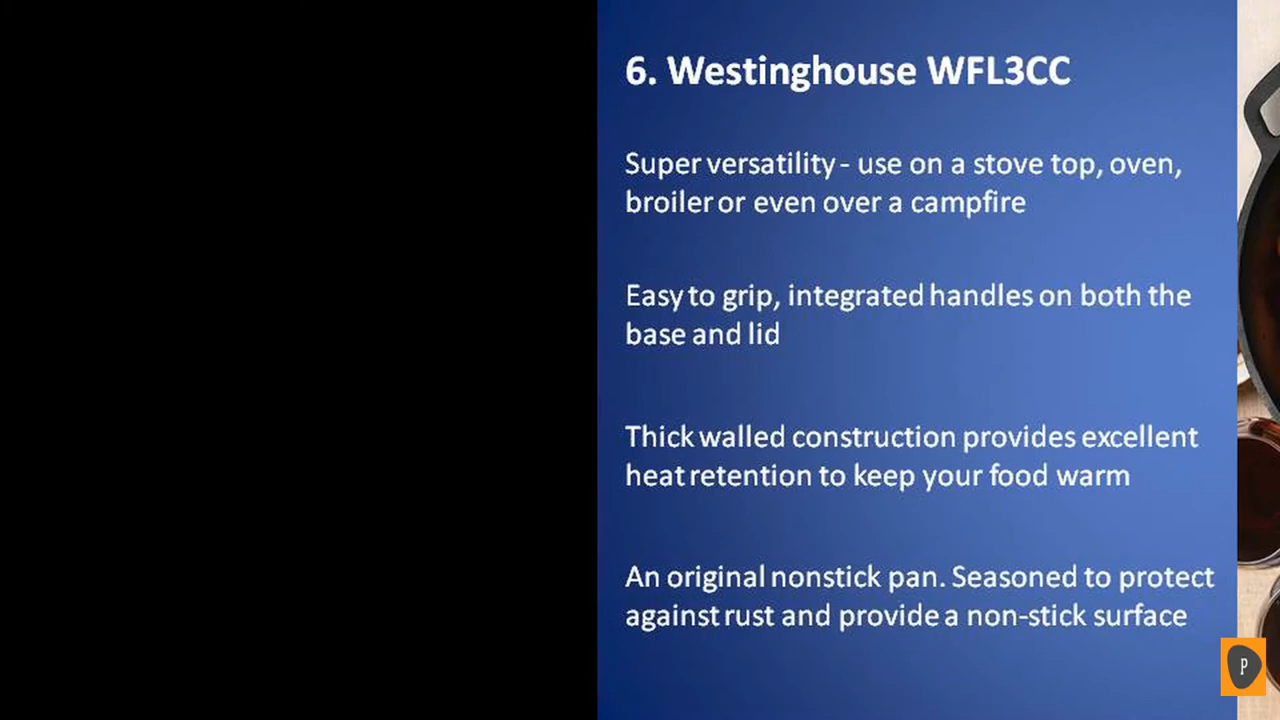 6. Westinghouse WFL3CC
Super versatility - use on a stove top, oven,
broiler or even over a campfire
Easy to grip, integrated handles on both the
base and lid
Thick walled construction provides excellent
heat retention to keep your food warm
An original nonstick pan. Seasoned to protect
against rust and provide a non-stick surface
P